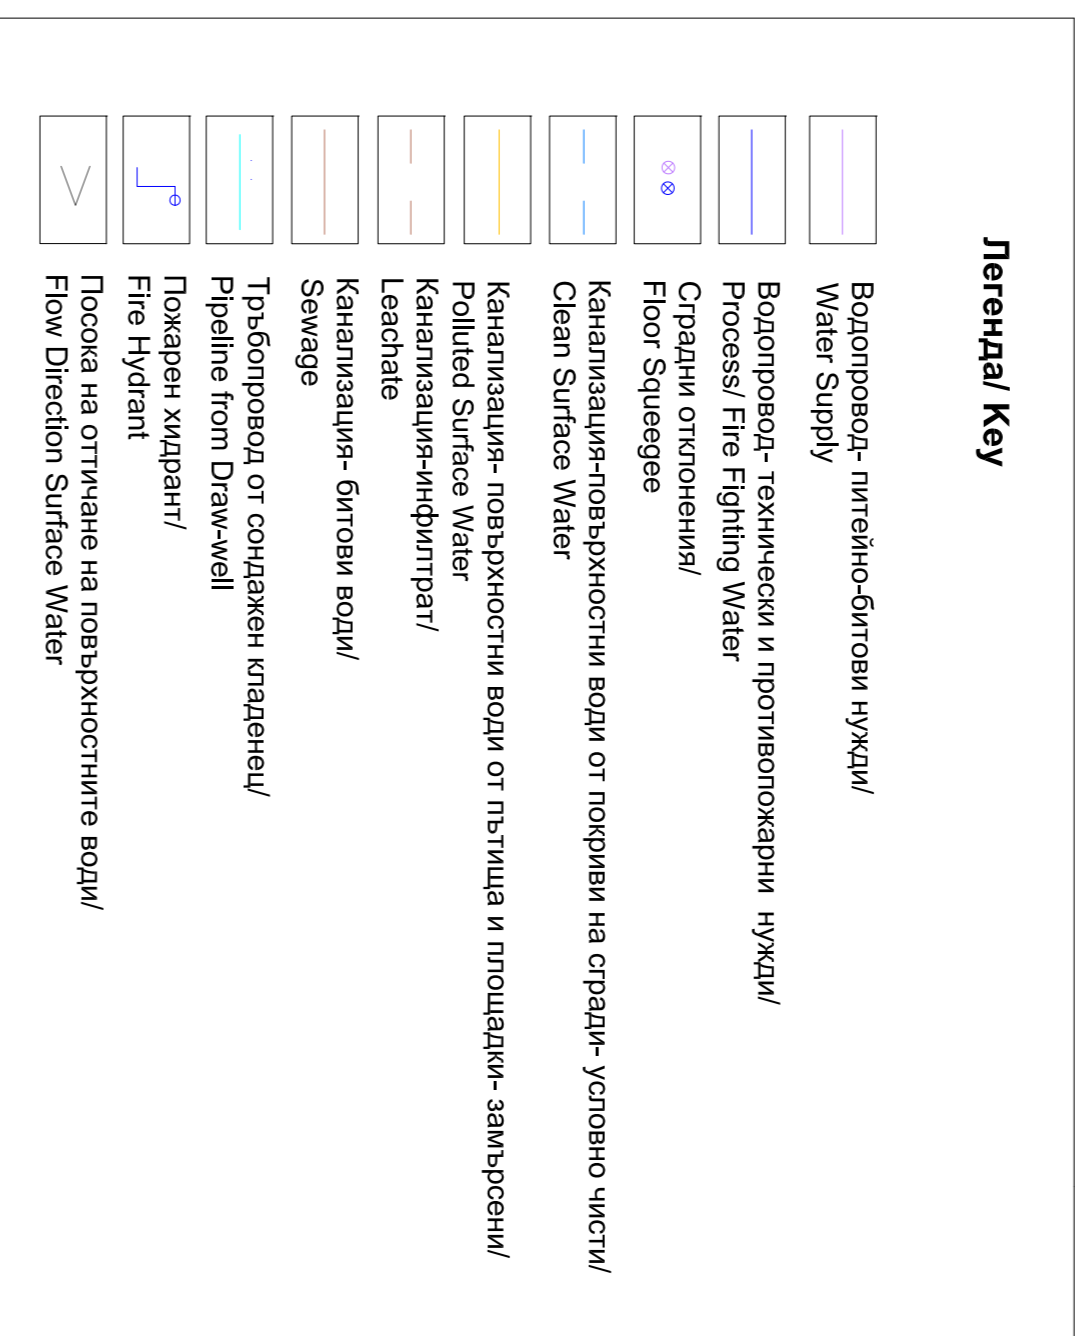 Легенда/ Key
Водопровод- питейно-битови нужди/
Water Supply
Водопровод- технически и противопожарни нужди/
Process/ Fire Fighting Water
Сградни отклонения/
Floor Squeegee
Канализация-повърхностни води от покриви на сгради- условно чисти/
Clean Surface Water
Канализация- повърхностни води от пътища и площадки- замърсени/
Polluted Surface Water
Канализация-инфилтрат/
Leachate
Канализация- битови води/
Sewage
Тръбопровод от сондажен кладенец/
Pipeline from Draw-well
Пожарен хидрант/
Fire Hydrant
Посока на оттичане на повърхностните води/
Flow Direction Surface Water